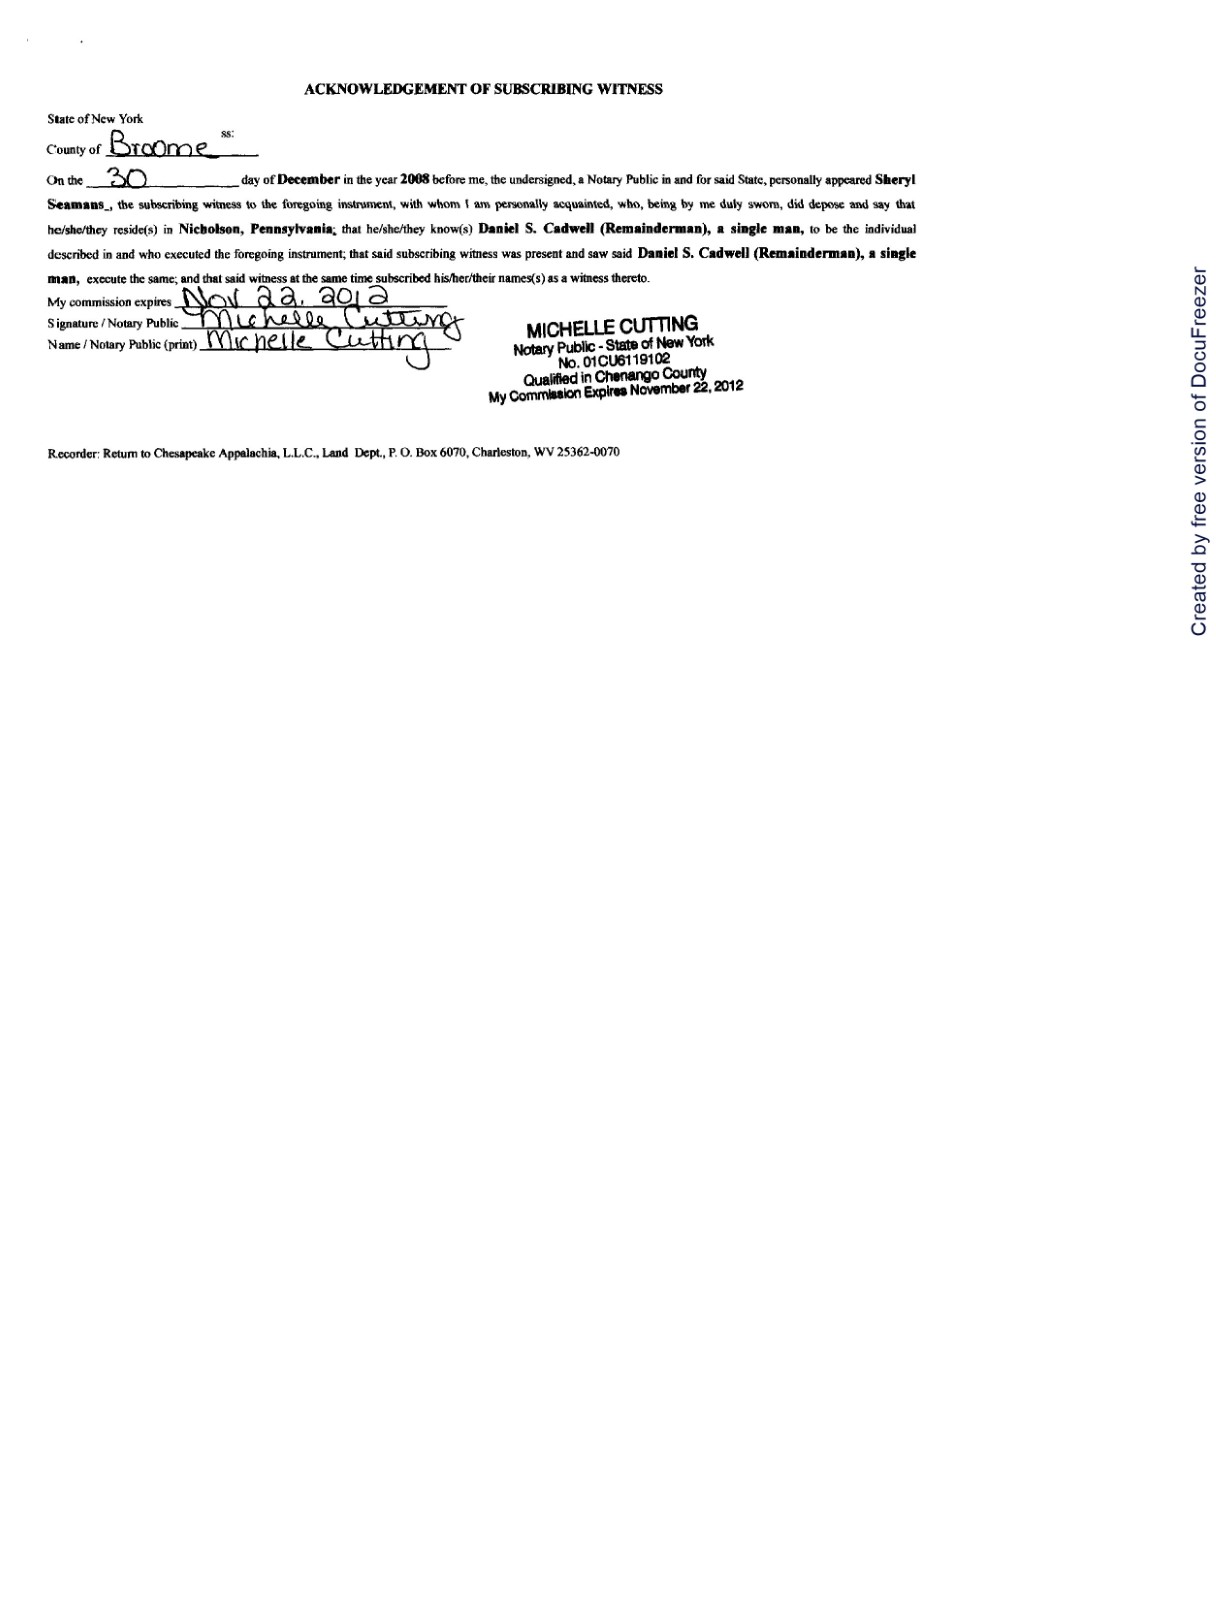 ACKNOWLEDGEMENT OF SUBSCRIBING WITNESS
State of New York
ss:
County of Broome
On the 30 day of December in the year 2008 before me, the undersigned, a Notary Public in and for said State, personally appeared Sheryl
Seamans_, the subscribing witness to the foregoing instrument, with whom I am personally acquainted, who, being by me duly sworn, did depose and say that
he/she/they reside(s) in Nicholson, Pennsylvania; that he/she/they know(s) Daniel S. Cadwell (Remainderman), a single man, to be the individual
described in and who executed the foregoing instrument; that said subscribing witness was present and saw said Daniel S. Cadwell (Remainderman), a single
man, execute the same; and that said witness at the same time subscribed his/her/their names(s) as a witness thereto.
My commission expires Nov 22, 2012
Signature / Notary Public Michelle Cutting
Name / Notary Public (print) Michelle Cutting
MICHELLE CUTTING
Notary Public - State of New York
No. 01CU6119102
Qualified in Chenango County
My Commission Expires November 22, 2012
Recorder: Return to Chesapeake Appalachia, L.L.C., Land Dept., P. O. Box 6070, Charleston, WV 25362-0070
Created by free version of DocuFreezer